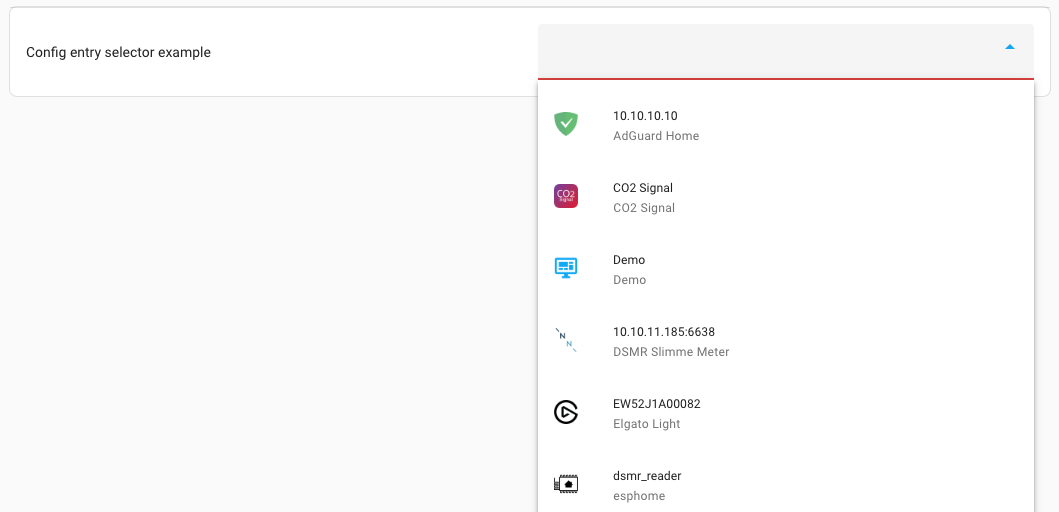 Config entry selector example
10.10.10.10
AdGuard Home
CO2
Signal
CO2 Signal
CO2 Signal
Demo
Demo
N
N
10.10.11.185:6638
DSMR Slimme Meter
EW52J1A00082
Elgato Light
dsmr_reader
esphome